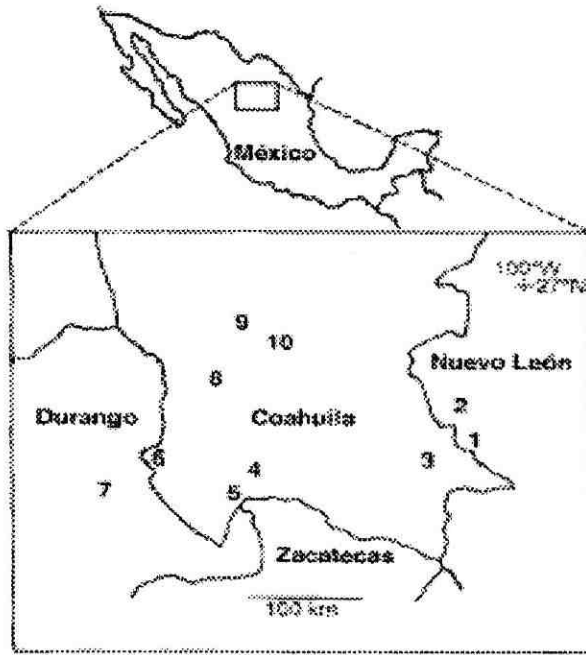 México
100°W
+27°N
9
10
Nuevo León
8
2
Durango
Coahuila
1
6
3
4
7
5
Zacatecas
100 km